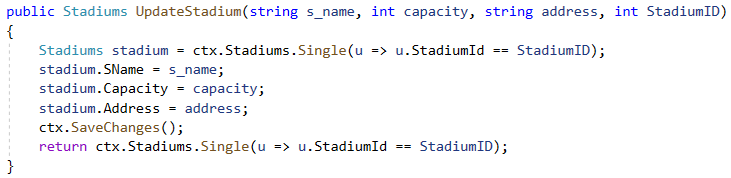 public Stadiums UpdateStadium(string s_name, int capacity, string address, int StadiumID)
{
    Stadiums stadium = ctx.Stadiums.Single(u => u.StadiumId == StadiumID);
    stadium.SName = s_name;
    stadium.Capacity = capacity;
    stadium.Address = address;
    ctx.SaveChanges();
    return ctx.Stadiums.Single(u => u.StadiumId == StadiumID);
}